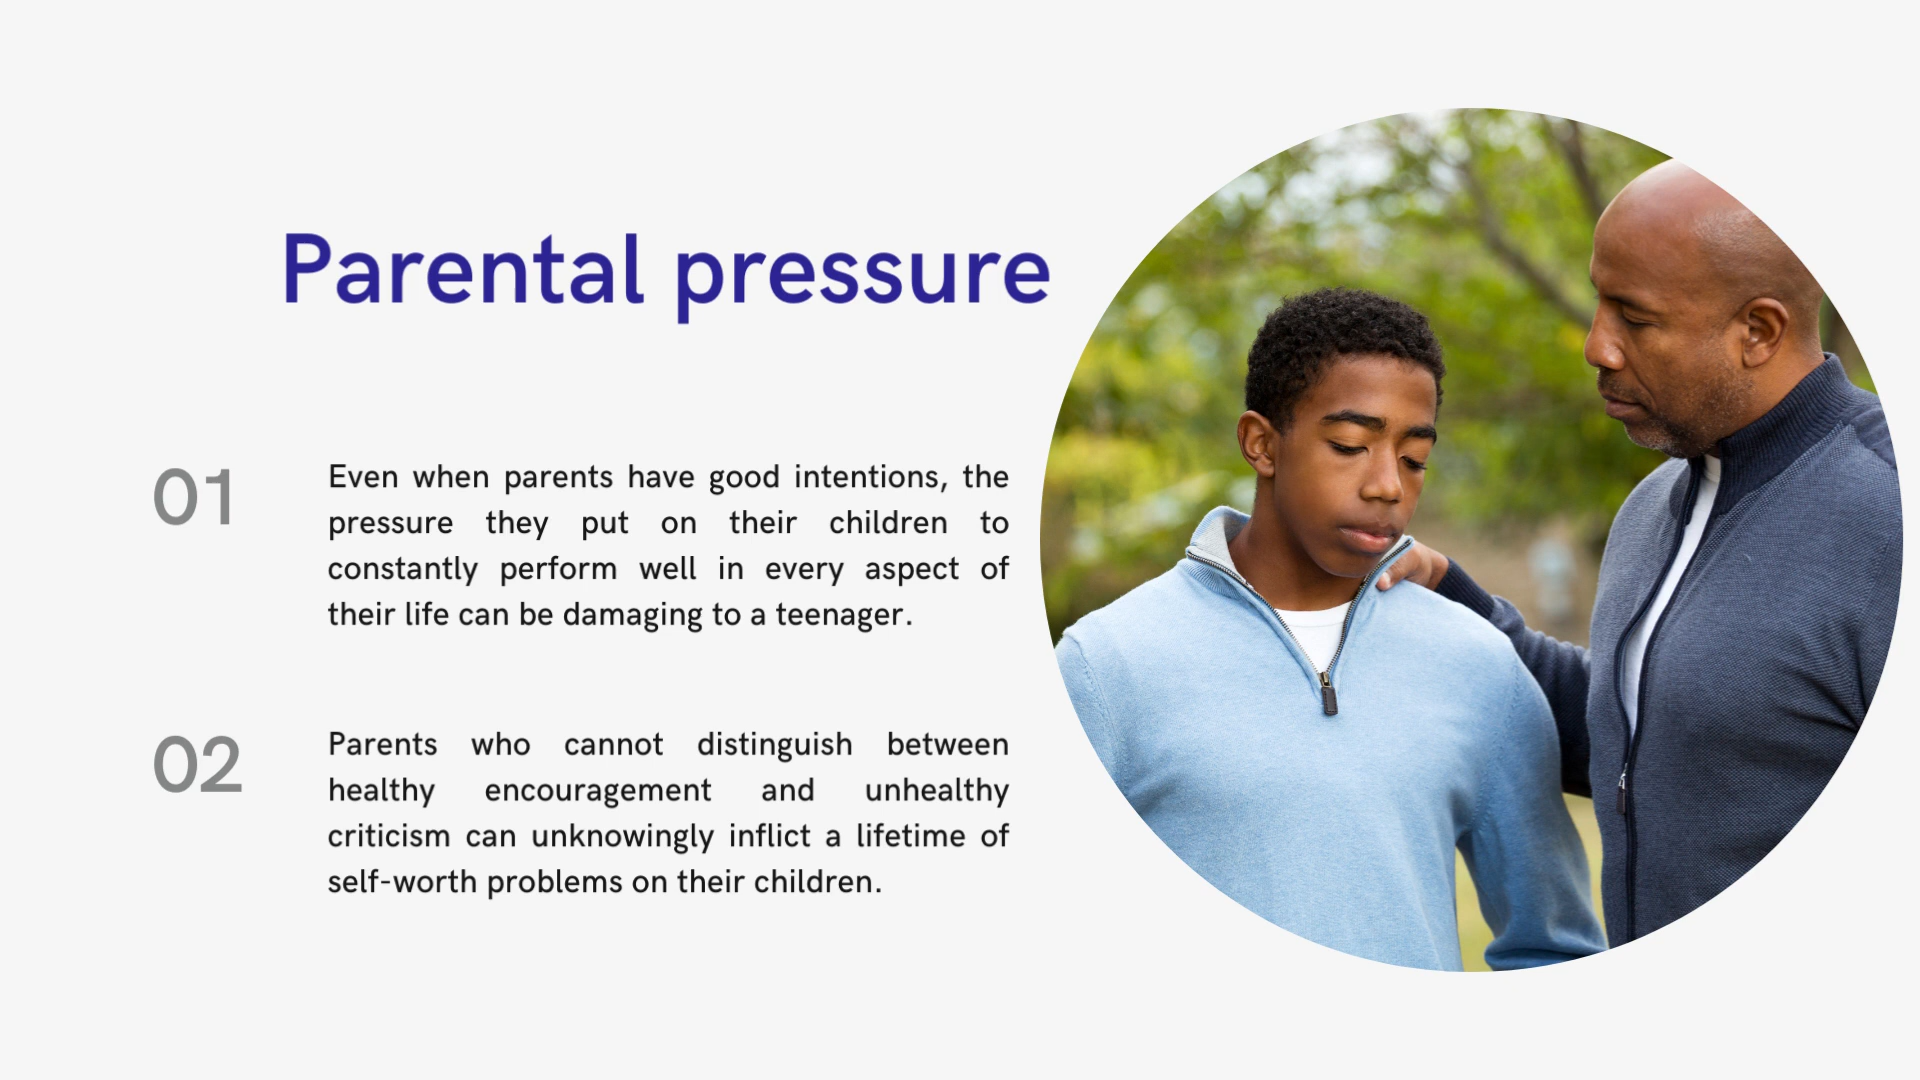 Parental pressure
01
Even when parents have good intentions, the
pressure they put on their children to
constantly perform well in every aspect of
their life can be damaging to a teenager.
02
Parents who cannot distinguish between
healthy encouragement and unhealthy
criticism can unknowingly inflict a lifetime of
self-worth problems on their children.